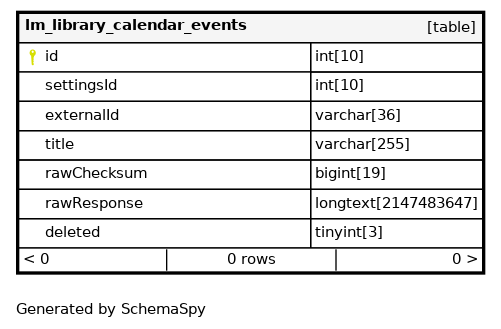 lm_library_calendar_events [table]
id int[10]
settingsId int[10]
externalId varchar[36]
title varchar[255]
rawChecksum bigint[19]
rawResponse longtext[2147483647]
deleted tinyint[3]
< 0 0 rows 0 >
Generated by SchemaSpy